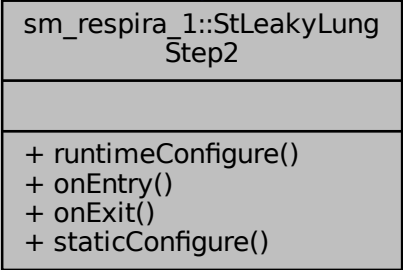 sm_respira_1::StLeakyLung
Step2
+ runtimeConfigure()
+ onEntry()
+ onExit()
+ staticConfigure()